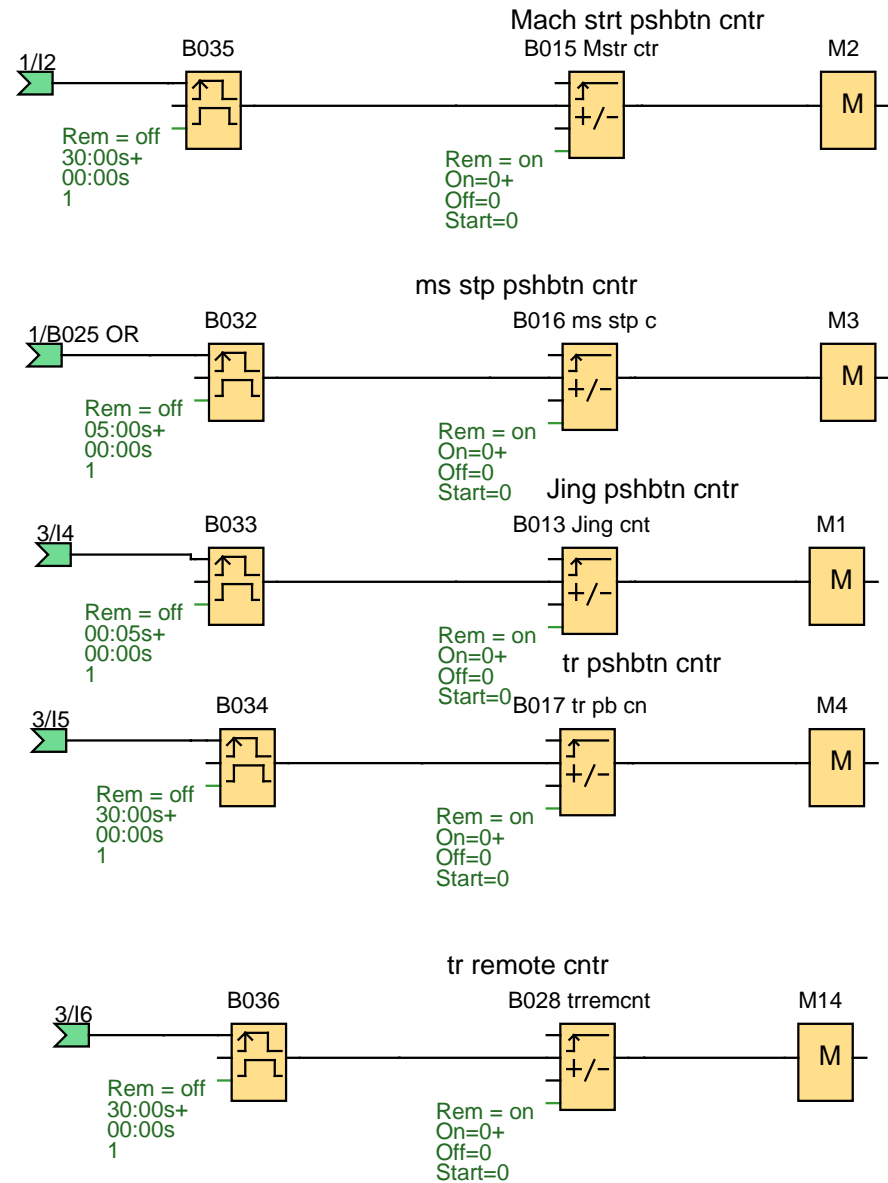 Mach strt pshbtn cntr
B035
B015 Mstr ctr
M2
1/I2
M
+/-
Rem = off
30:00s+
00:00s
1
Rem = on
On=0+
Off=0
Start=0
ms stp pshbtn cntr
B032
B016 ms stp c
M3
1/B025 OR
M
+/-
Rem = off
05:00s+
00:00s
1
Rem = on
On=0+
Off=0
Start=0
Jing pshbtn cntr
B033
B013 Jing cnt
M1
3/I4
M
+/-
Rem = off
00:05s+
00:00s
1
Rem = on
On=0+
Off=0
Start=0
tr pshbtn cntr
B034
B017 tr pb cn
M4
3/I5
M
+/-
Rem = off
30:00s+
00:00s
1
Rem = on
On=0+
Off=0
Start=0
tr remote cntr
B036
B028 trremcnt
M14
3/I6
M
+/-
Rem = off
30:00s+
00:00s
1
Rem = on
On=0+
Off=0
Start=0